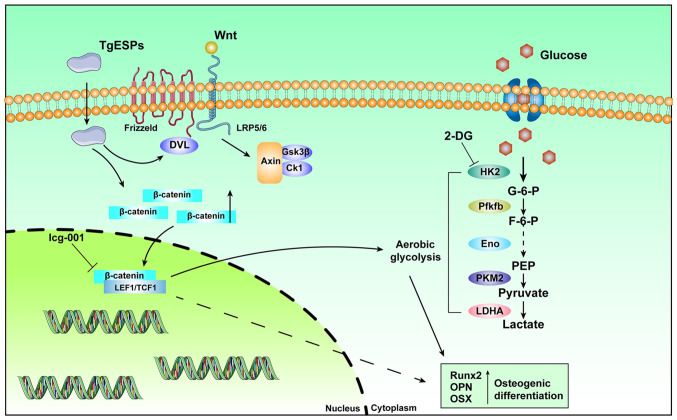 TgESPs
Wnt
Glucose
Frizzeld
LRP5/6
DVL
Axin
Gsk3β
Ck1
2-DG
HK2
G-6-P
Pfkfb
F-6-P
Eno
PEP
PKM2
Pyruvate
LDHA
Lactate
β-catenin
β-catenin
β-catenin
Icg-001
β-catenin
LEF1/TCF1
Aerobic
glycolysis
Runx2
OPN
OSX
Osteogenic
differentiation
Nucleus
Cytoplasm